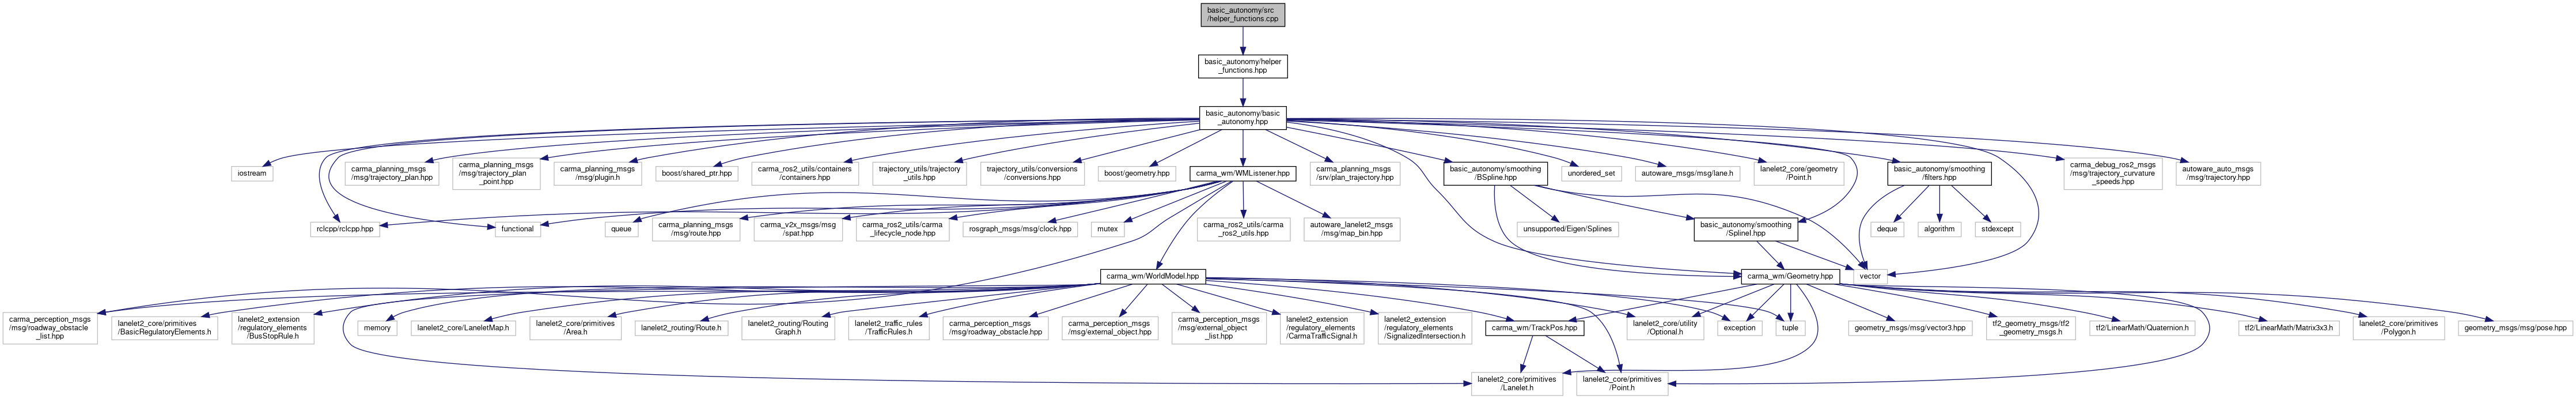 basic_autonomy/src
/helper_functions.cpp
basic_autonomy/helper
_functions.hpp
basic_autonomy/basic
_autonomy.hpp
iostream
carma_planning_msgs
/msg/trajectory_plan.hpp
carma_planning_msgs
/msg/trajectory_plan
_point.hpp
carma_planning_msgs
/msg/plugin.h
boost/shared_ptr.hpp
carma_ros2_utils/containers
/containers.hpp
trajectory_utils/trajectory
_utils.hpp
trajectory_utils/conversions
/conversions.hpp
boost/geometry.hpp
carma_wm/WMListener.hpp
carma_planning_msgs
/srv/plan_trajectory.hpp
basic_autonomy/smoothing
/BSpline.hpp
unordered_set
autoware_msgs/msg/lane.h
lanelet2_core/geometry
/Point.h
basic_autonomy/smoothing
/filters.hpp
carma_debug_ros2_msgs
/msg/trajectory_curvature
_speeds.hpp
autoware_auto_msgs
/msg/trajectory.hpp
rclcpp/rclcpp.hpp
functional
queue
carma_planning_msgs
/msg/route.hpp
carma_v2x_msgs/msg
/spat.hpp
carma_ros2_utils/carma
_lifecycle_node.hpp
rosgraph_msgs/msg/clock.hpp
mutex
carma_ros2_utils/carma
_ros2_utils.hpp
autoware_lanelet2_msgs
/msg/map_bin.hpp
unsupported/Eigen/Splines
basic_autonomy/smoothing
/SplineI.hpp
deque
algorithm
stdexcept
carma_wm/WorldModel.hpp
carma_wm/Geometry.hpp
vector
carma_perception_msgs
/msg/roadway_obstacle
_list.hpp
lanelet2_core/primitives
/BasicRegulatoryElements.h
lanelet2_extension
/regulatory_elements
/BusStopRule.h
memory
lanelet2_core/LaneletMap.h
lanelet2_core/primitives
/Area.h
lanelet2_routing/Route.h
lanelet2_routing/Routing
Graph.h
lanelet2_traffic_rules
/TrafficRules.h
carma_perception_msgs
/msg/roadway_obstacle.hpp
carma_perception_msgs
/msg/external_object.hpp
carma_perception_msgs
/msg/external_object
_list.hpp
lanelet2_extension
/regulatory_elements
/CarmaTrafficSignal.h
lanelet2_extension
/regulatory_elements
/SignalizedIntersection.h
carma_wm/TrackPos.hpp
lanelet2_core/utility
/Optional.h
exception
tuple
geometry_msgs/msg/vector3.hpp
tf2_geometry_msgs/tf2
_geometry_msgs.h
tf2/LinearMath/Quaternion.h
tf2/LinearMath/Matrix3x3.h
lanelet2_core/primitives
/Polygon.h
geometry_msgs/msg/pose.hpp
lanelet2_core/primitives
/Lanelet.h
lanelet2_core/primitives
/Point.h